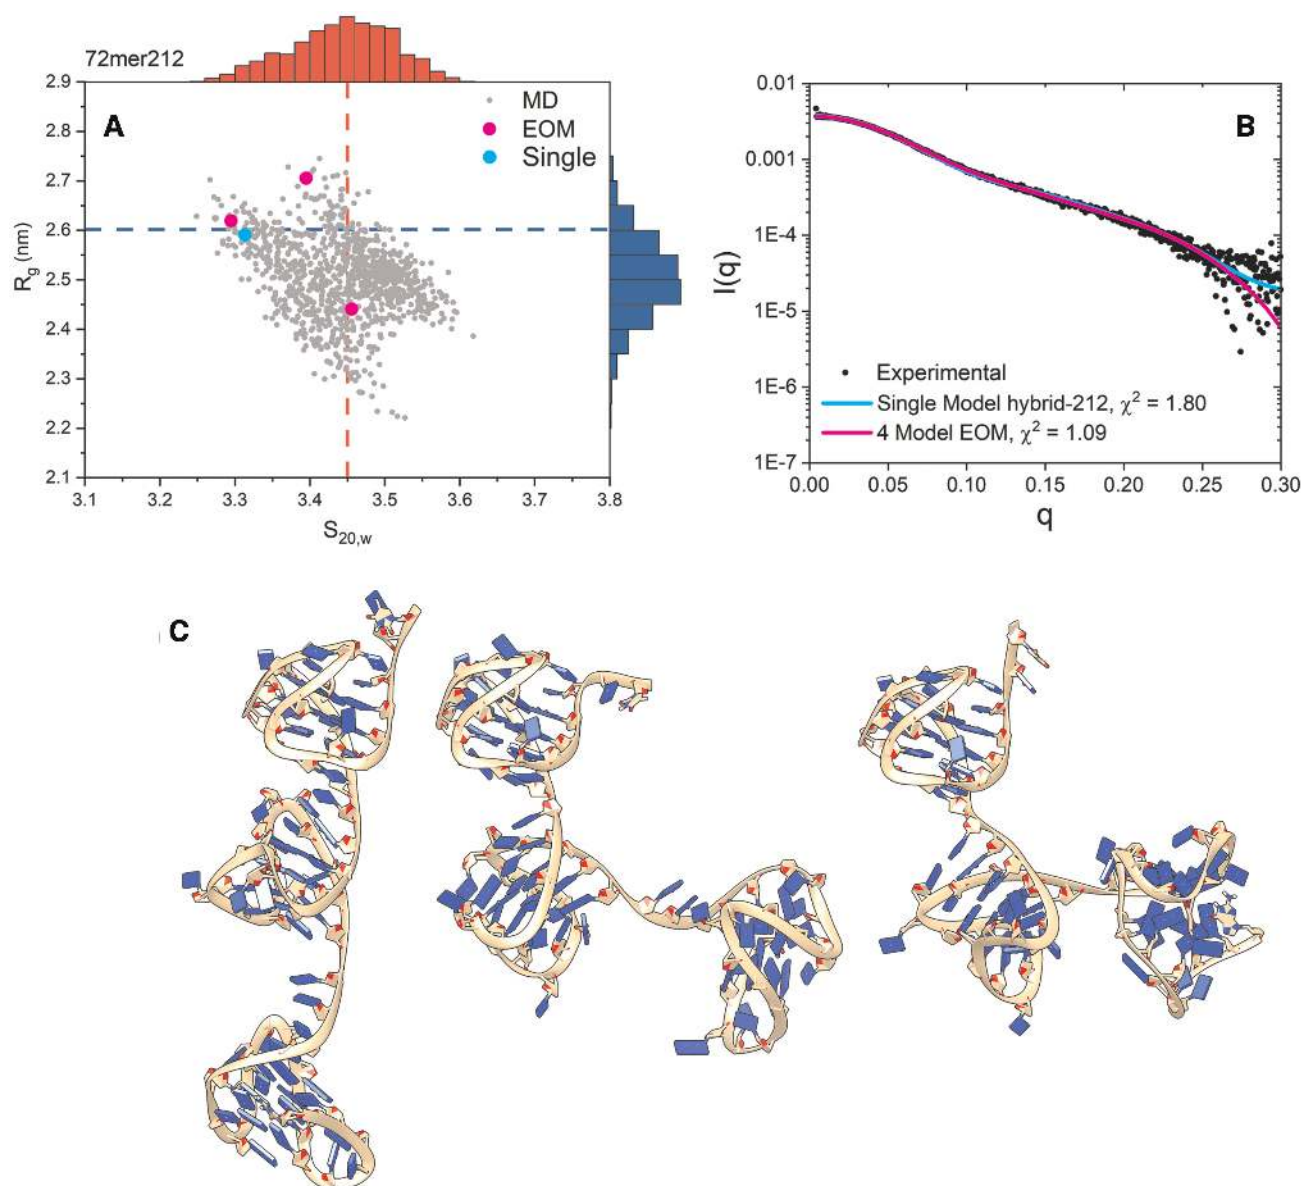 72mer212
A
MD
EOM
Single
2.9
2.8
2.7
2.6
2.5
2.4
2.3
2.2
2.1
R_g (nm)
3.1 3.2 3.3 3.4 3.5 3.6 3.7 3.8
S_20,w
B
0.01
0.001
1E-4
1E-5
1E-6
1E-7
I(q)
Experimental
Single Model hybrid-212, χ² = 1.80
4 Model EOM, χ² = 1.09
0.00 0.05 0.10 0.15 0.20 0.25 0.30
q
C